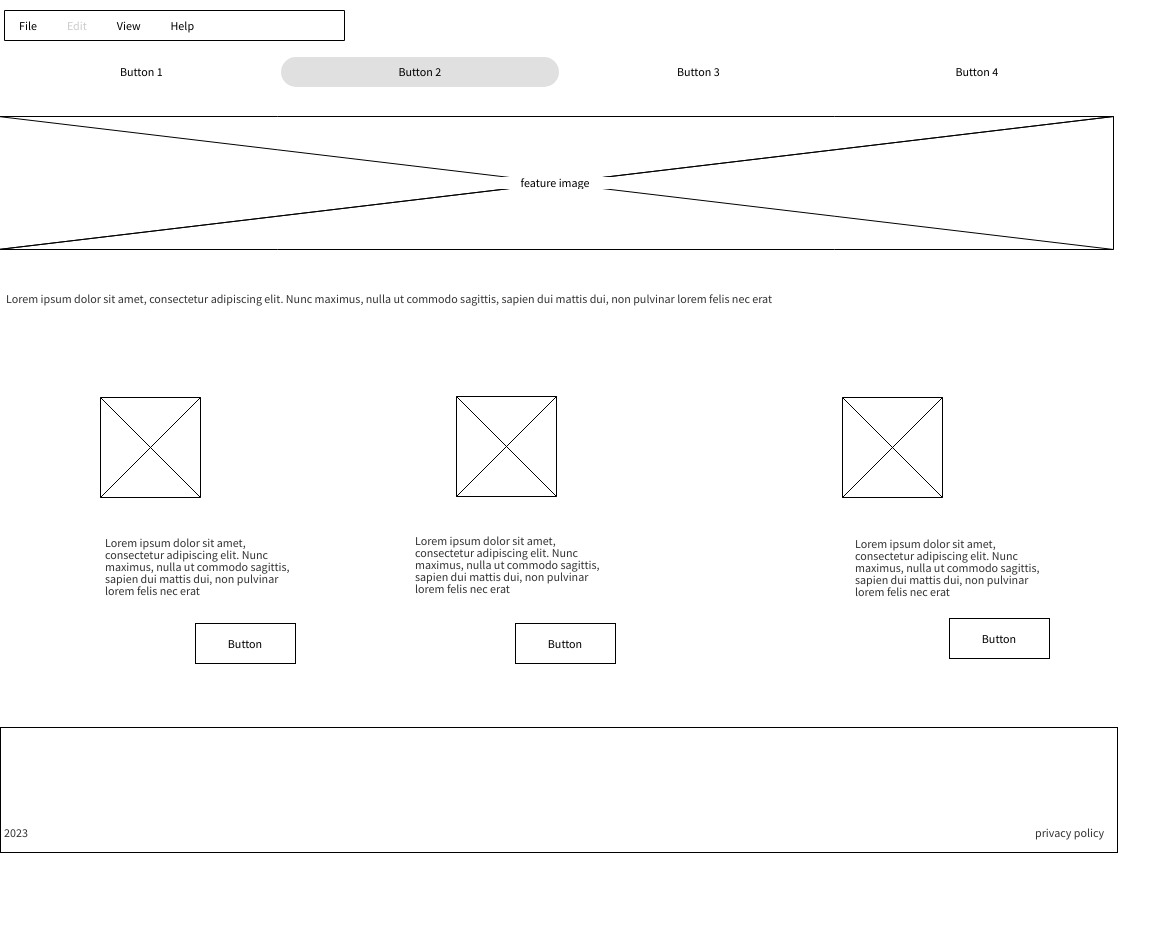 File Edit View Help
Button 1 Button 2 Button 3 Button 4
feature image
Lorem ipsum dolor sit amet, consectetur adipiscing elit. Nunc maximus, nulla ut commodo sagittis, sapien dui mattis dui, non pulvinar lorem felis nec erat
Lorem ipsum dolor sit amet,
consectetur adipiscing elit. Nunc
maximus, nulla ut commodo sagittis,
sapien dui mattis dui, non pulvinar
lorem felis nec erat
Button
Lorem ipsum dolor sit amet,
consectetur adipiscing elit. Nunc
maximus, nulla ut commodo sagittis,
sapien dui mattis dui, non pulvinar
lorem felis nec erat
Button
Lorem ipsum dolor sit amet,
consectetur adipiscing elit. Nunc
maximus, nulla ut commodo sagittis,
sapien dui mattis dui, non pulvinar
lorem felis nec erat
Button
2023 privacy policy